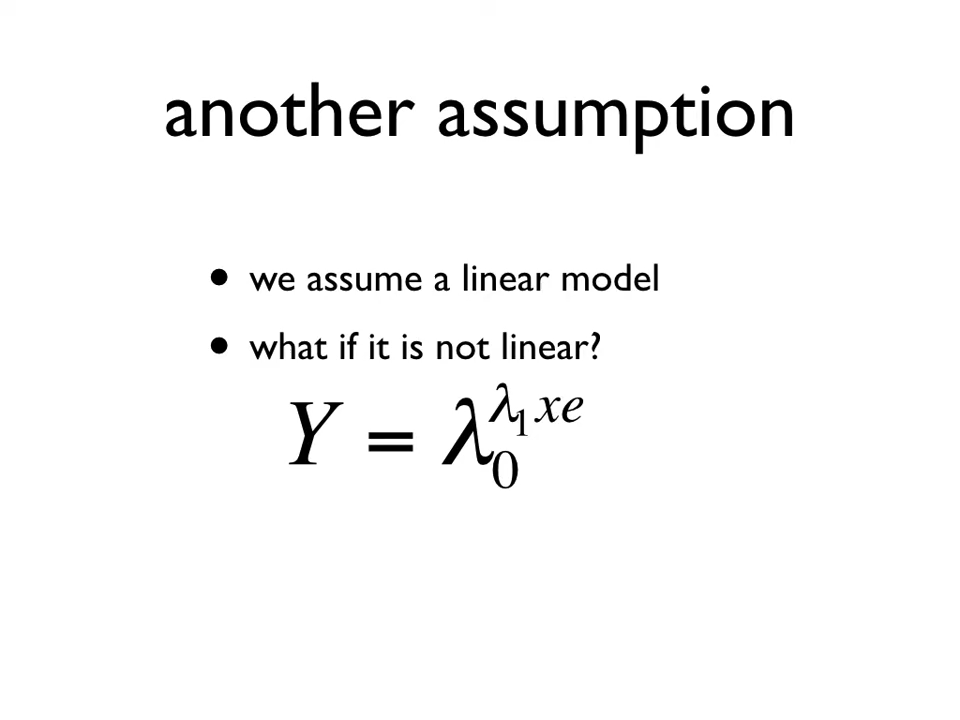 another assumption
• we assume a linear model
• what if it is not linear?
Y = λ₀^{λ₁xe}